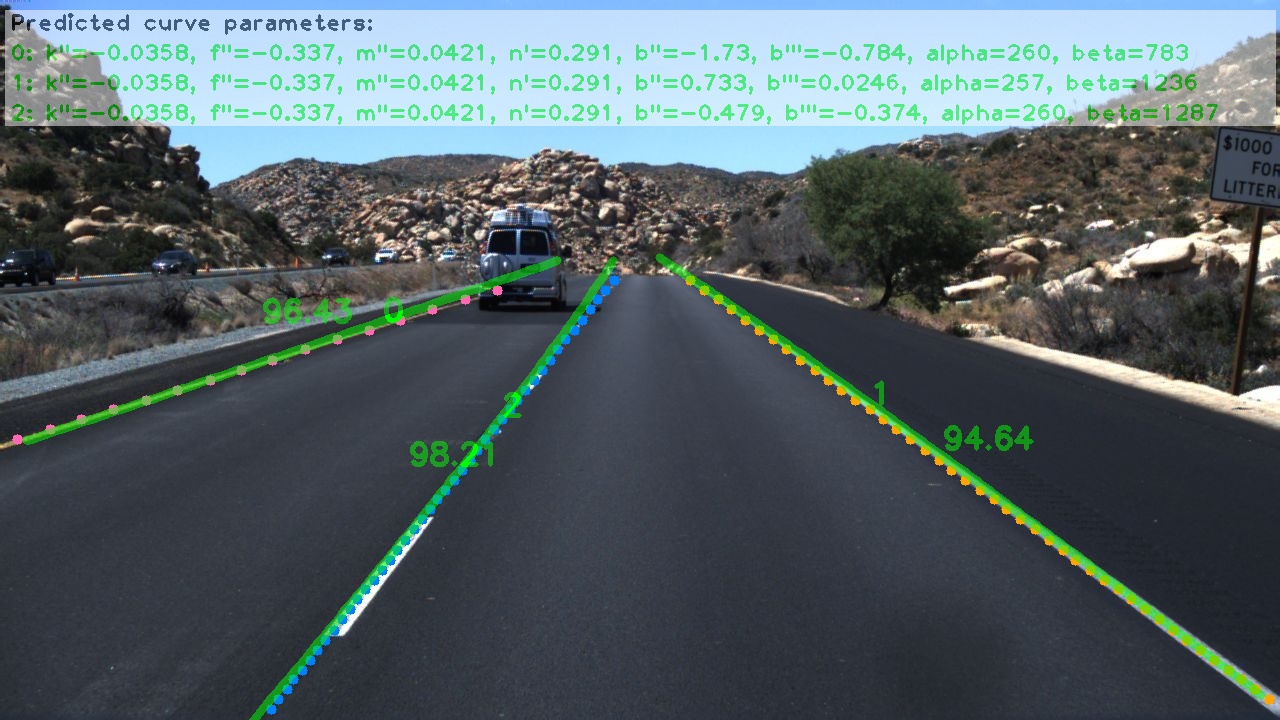 Predicted curve parameters:
0: k''=-0.0358, f''=-0.337, m''=0.0421, n'=0.291, b''=-1.73, b'''=-0.784, alpha=260, beta=783
1: k''=-0.0358, f''=-0.337, m''=0.0421, n'=0.291, b''=0.733, b'''=0.0246, alpha=257, beta=1236
2: k''=-0.0358, f''=-0.337, m''=0.0421, n'=0.291, b''=-0.479, b'''=-0.374, alpha=260, beta=1287
$1000
FOR
LITTER
96.43 0
2
1
98.21
94.64